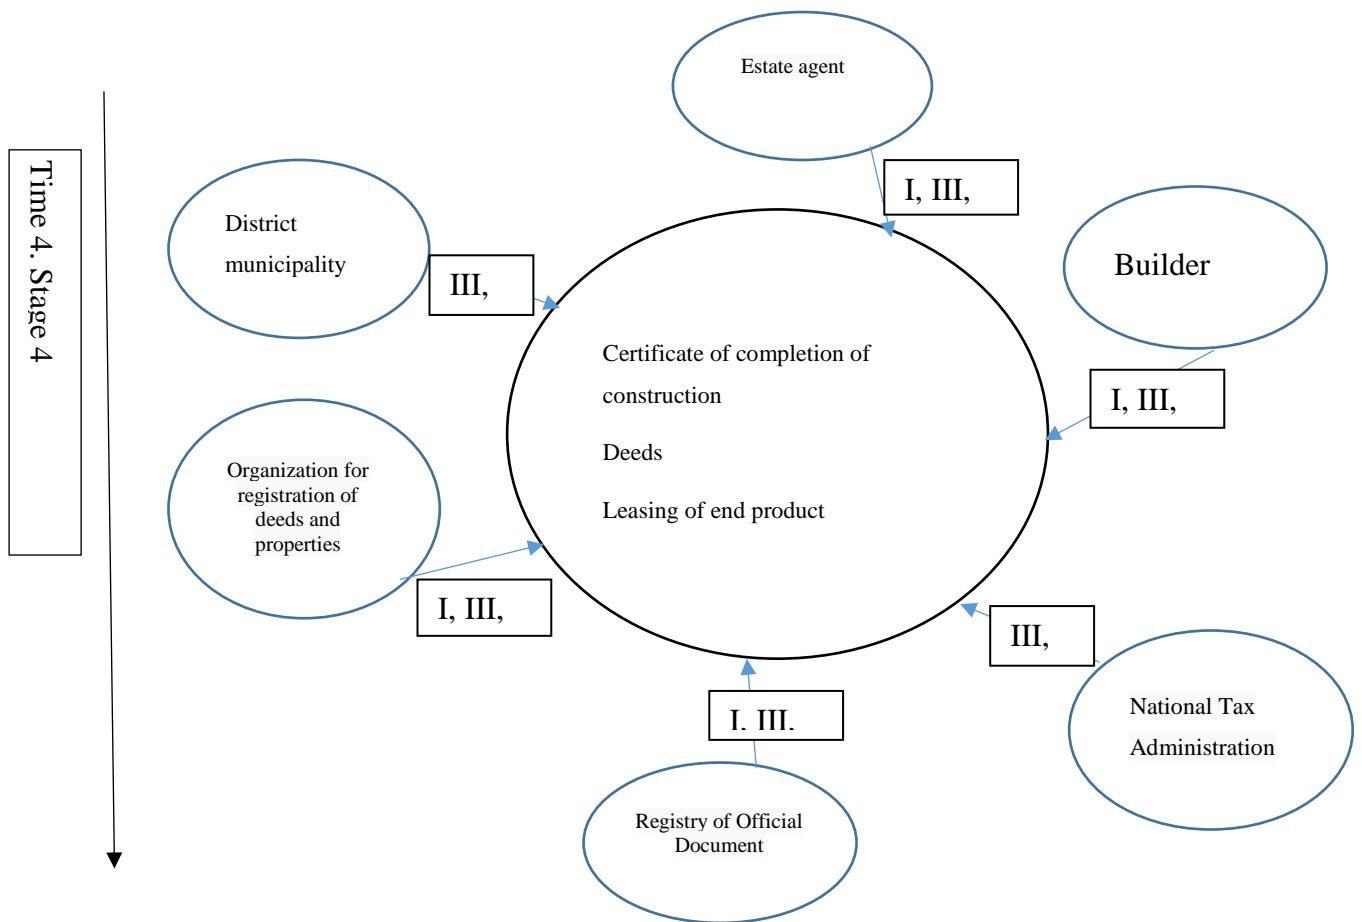 Time 4. Stage 4
Estate agent
I, III,
District
municipality
III,
Builder
I, III,
Certificate of completion of
construction
Deeds
Leasing of end product
Organization for
registration of
deeds and
properties
I, III,
III,
National Tax
Administration
I, III,
Registry of Official
Document